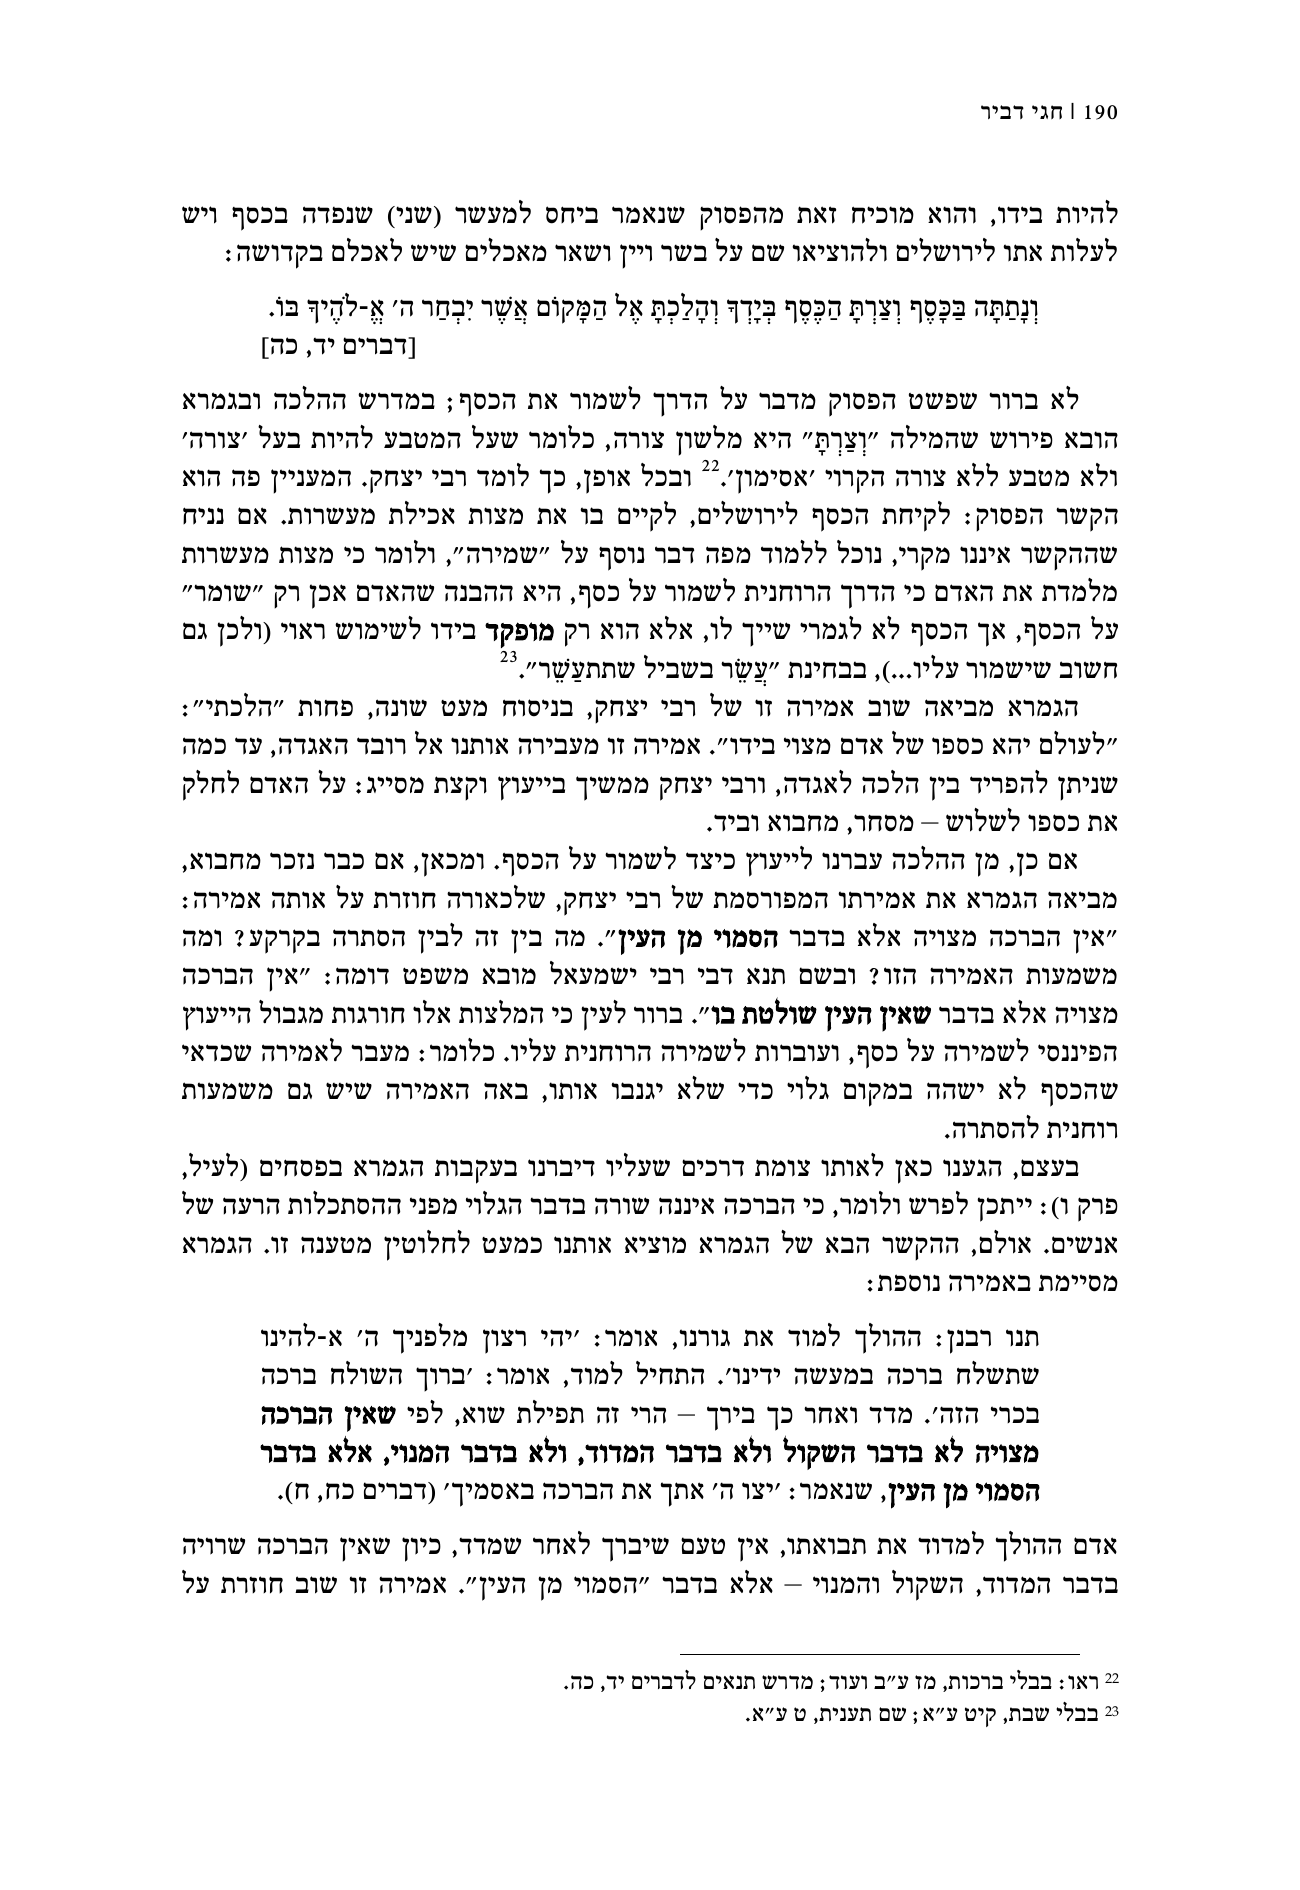 190 | חגי דביר
להיות בידו, והוא מוכיח זאת מהפסוק שנאמר ביחס למעשר (שני) שנפדה בכסף ויש
לעלות אתו לירושלים ולהוציאו שם על בשר ויין ושאר מאכלים שיש לאכלם בקדושה:
וְנָתַתָּה בַּכָּסֶף וְצַרְתָּ הַכֶּסֶף בְּיָדְךָ וְהָלַכְתָּ אֶל הַמָּקוֹם אֲשֶׁר יִבְחַר ה׳ אֱ-לֹהֶיךָ בּוֹ.
[דברים יד, כה]
לא ברור שפשט הפסוק מדבר על הדרך לשמור את הכסף; במדרש ההלכה ובגמרא
הובא פירוש שהמילה ״וְצַרְתָּ״ היא מלשון צורה, כלומר שעל המטבע להיות בעל ׳צורה׳
ולא מטבע ללא צורה הקרוי ׳אסימון׳.22 ובכל אופן, כך לומד רבי יצחק. המעניין פה הוא
הקשר הפסוק: לקיחת הכסף לירושלים, לקיים בו את מצות אכילת מעשרות. אם נניח
שההקשר איננו מקרי, נוכל ללמוד מפה דבר נוסף על ״שמירה״, ולומר כי מצות מעשרות
מלמדת את האדם כי הדרך הרוחנית לשמור על כסף, היא ההבנה שהאדם אכן רק ״שומר״
על הכסף, אך הכסף לא לגמרי שייך לו, אלא הוא רק מופקד בידו לשימוש ראוי (ולכן גם
חשוב שישמור עליו...), בבחינת ״עֲשֵׂר בשביל שתתעַשֵׁר״.23
הגמרא מביאה שוב אמירה זו של רבי יצחק, בניסוח מעט שונה, פחות ״הלכתי״:
״לעולם יהא כספו של אדם מצוי בידו״. אמירה זו מעבירה אותנו אל רובד האגדה, עד כמה
שניתן להפריד בין הלכה לאגדה, ורבי יצחק ממשיך בייעוץ וקצת מסייג: על האדם לחלק
את כספו לשלוש – מסחר, מחבוא וביד.
אם כן, מן ההלכה עברנו לייעוץ כיצד לשמור על הכסף. ומכאן, אם כבר נזכר מחבוא,
מביאה הגמרא את אמירתו המפורסמת של רבי יצחק, שלכאורה חוזרת על אותה אמירה:
״אין הברכה מצויה אלא בדבר הסמוי מן העין״. מה בין זה לבין הסתרה בקרקע? ומה
משמעות האמירה הזו? ובשם תנא דבי רבי ישמעאל מובא משפט דומה: ״אין הברכה
מצויה אלא בדבר שאין העין שולטת בו״. ברור לעין כי המלצות אלו חורגות מגבול הייעוץ
הפיננסי לשמירה על כסף, ועוברות לשמירה הרוחנית עליו. כלומר: מעבר לאמירה שכדאי
שהכסף לא ישהה במקום גלוי כדי שלא יגנבו אותו, באה האמירה שיש גם משמעות
רוחנית להסתרה.
בעצם, הגענו כאן לאותו צומת דרכים שעליו דיברנו בעקבות הגמרא בפסחים (לעיל,
פרק ו): ייתכן לפרש ולומר, כי הברכה איננה שורה בדבר הגלוי מפני ההסתכלות הרעה של
אנשים. אולם, ההקשר הבא של הגמרא מוציא אותנו כמעט לחלוטין מטענה זו. הגמרא
מסיימת באמירה נוספת:
תנו רבנן: ההולך למוד את גורנו, אומר: ׳יהי רצון מלפניך ה׳ א-להינו
שתשלח ברכה במעשה ידינו׳. התחיל למוד, אומר: ׳ברוך השולח ברכה
בכרי הזה׳. מדד ואחר כך בירך – הרי זה תפילת שוא, לפי שאין הברכה
מצויה לא בדבר השקול ולא בדבר המדוד, ולא בדבר המנוי, אלא בדבר
הסמוי מן העין, שנאמר: ׳יצו ה׳ אתך את הברכה באסמיך׳ (דברים כח, ח).
אדם ההולך למדוד את תבואתו, אין טעם שיברך לאחר שמדד, כיון שאין הברכה שרויה
בדבר המדוד, השקול והמנוי – אלא בדבר ״הסמוי מן העין״. אמירה זו שוב חוזרת על
22 ראו: בבלי ברכות, מז ע״ב ועוד; מדרש תנאים לדברים יד, כה.
23 בבלי שבת, קיט ע״א; שם תענית, ט ע״א.